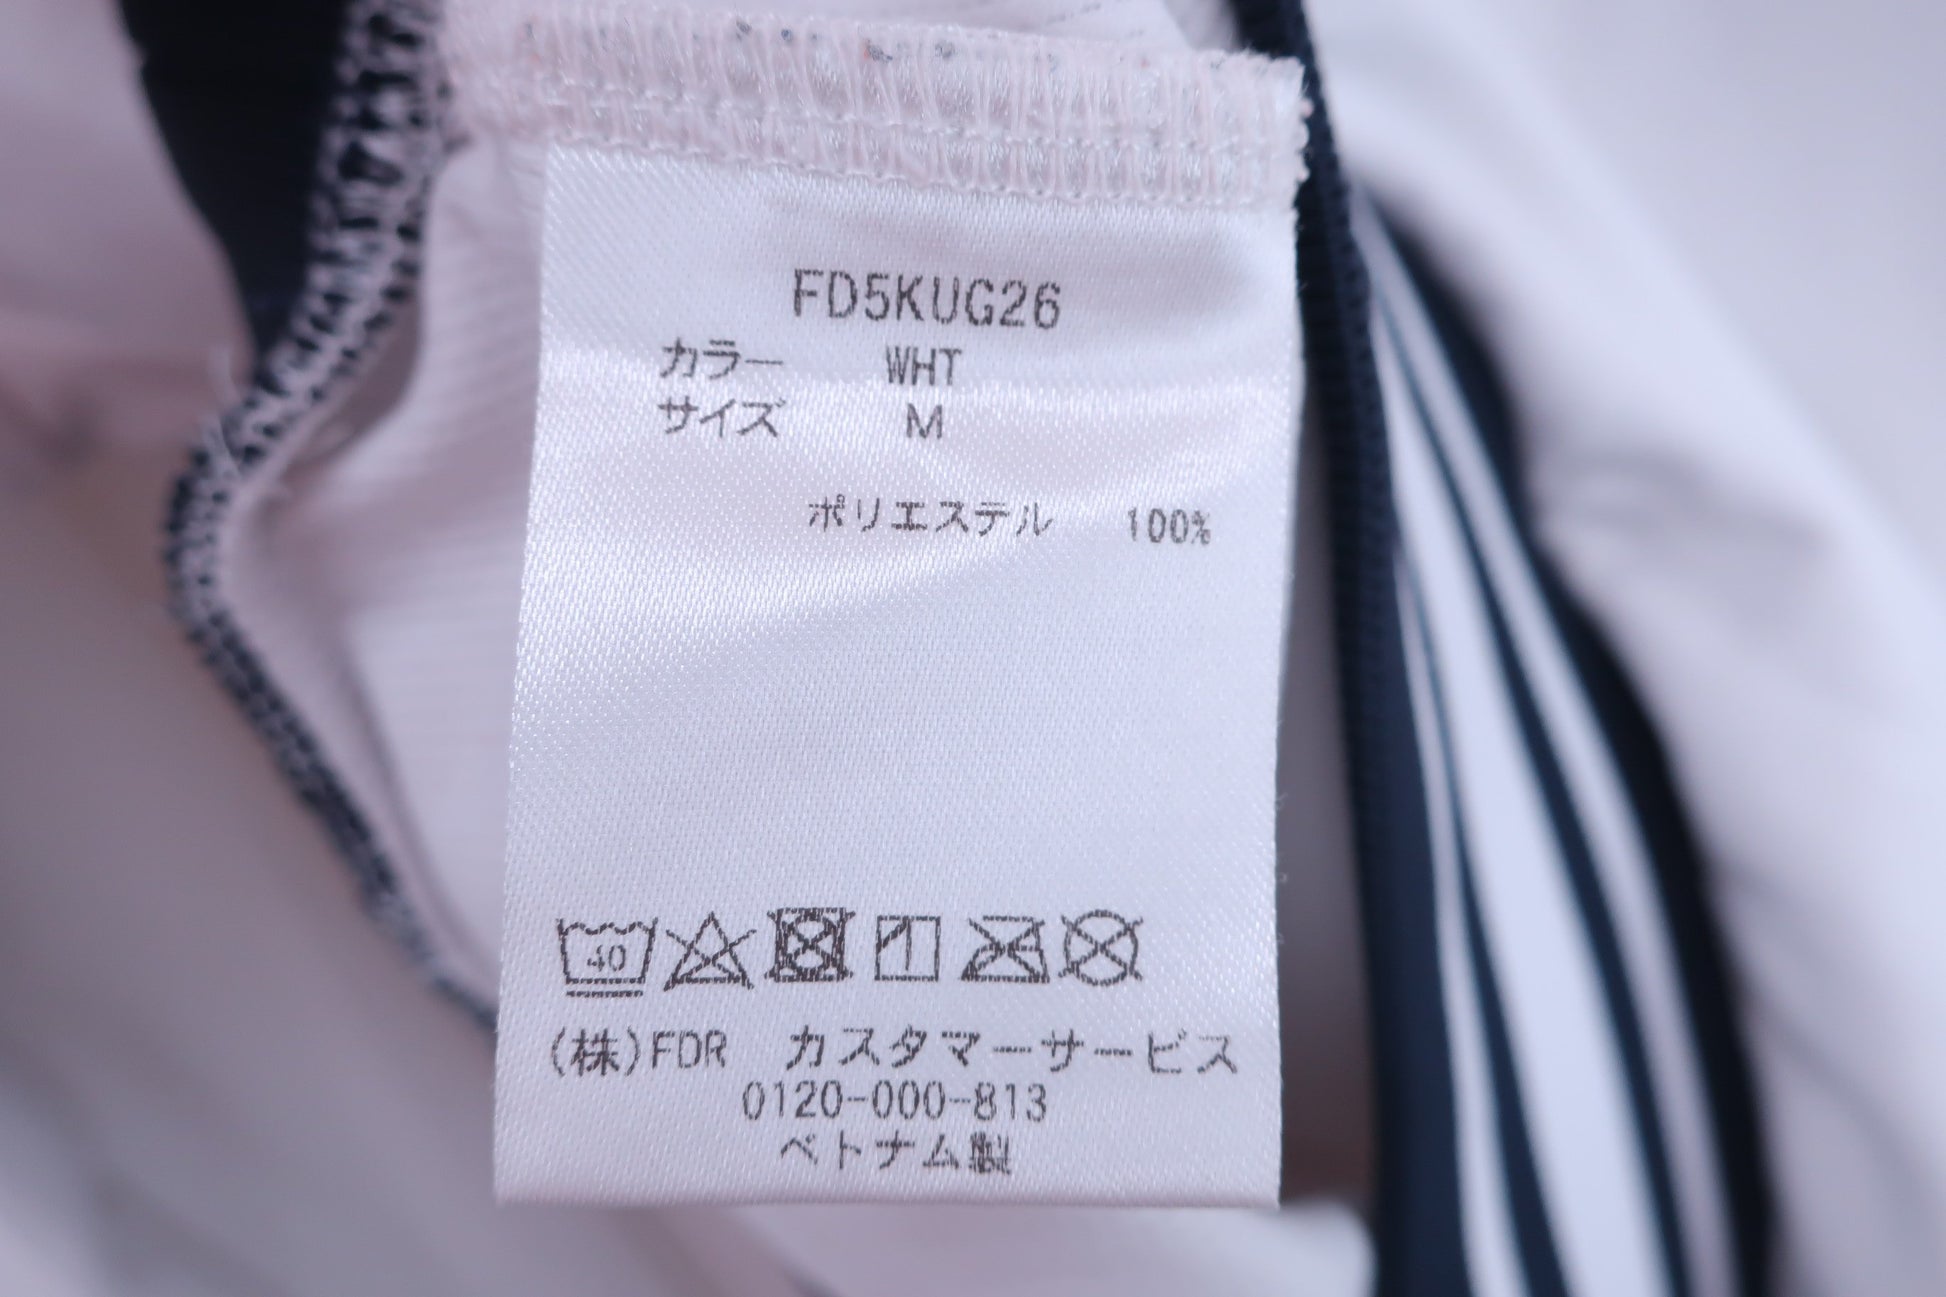 FD5KUG26
カラー WHT
サイズ M
ポリエステル 100%
40
(株)FDR カスタマーサービス
0120-000-813
ベトナム製